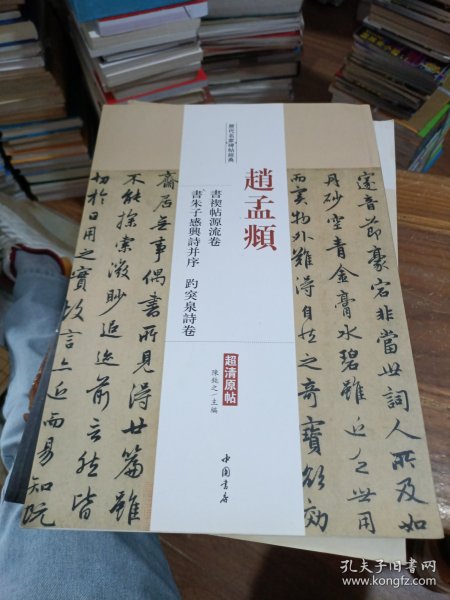 歷代名家碑帖經典
趙孟頫
書禊帖源流卷
書朱子感興詩并序 趵突泉詩卷
超清原帖
陳鈍之 主編
中國書店
邃音節豪宕非當世詞人所及如
丹砂空青金膏水碧雖近乏世用
而實物外難得自然之奇寶欲効
齋居無事偶書所見得廿篇雖
不能探索微眇追迹前言然皆
切於日用之實故言亦近而易知既
孔夫子旧书网
www.kongfz.com